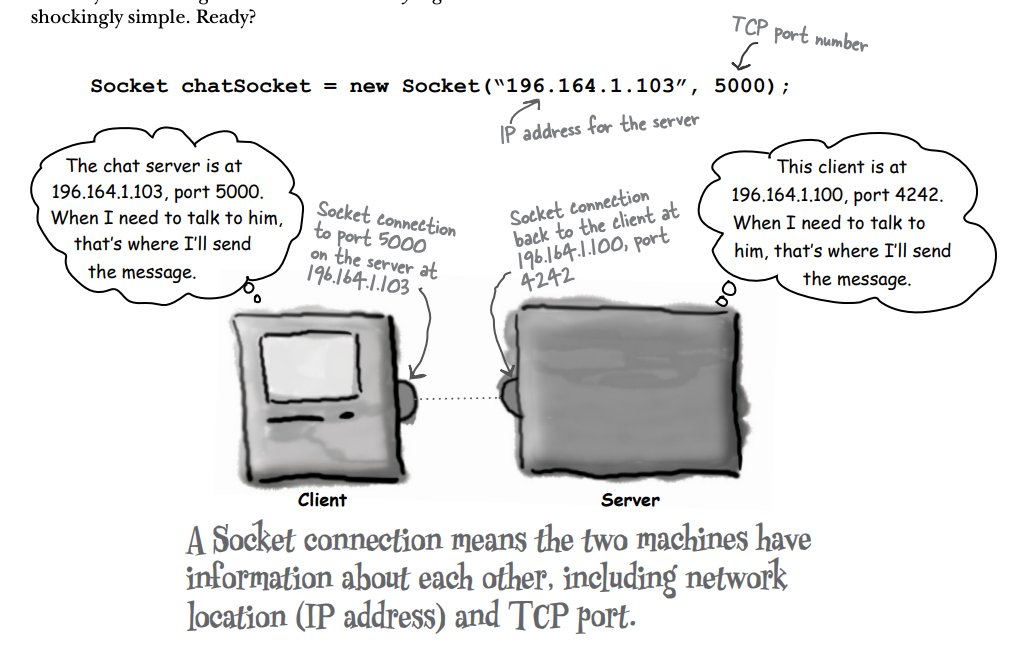 shockingly simple. Ready?
TCP port number
Socket chatSocket = new Socket(“196.164.1.103”, 5000);
IP address for the server
The chat server is at
196.164.1.103, port 5000.
When I need to talk to him,
that’s where I’ll send
the message.
Socket connection
to port 5000
on the server at
196.164.1.103
Socket connection
back to the client at
196.164.1.100, port
4242
This client is at
196.164.1.100, port 4242.
When I need to talk to
him, that’s where I’ll send
the message.
Client
Server
A Socket connection means the two machines have
information about each other, including network
location (IP address) and TCP port.